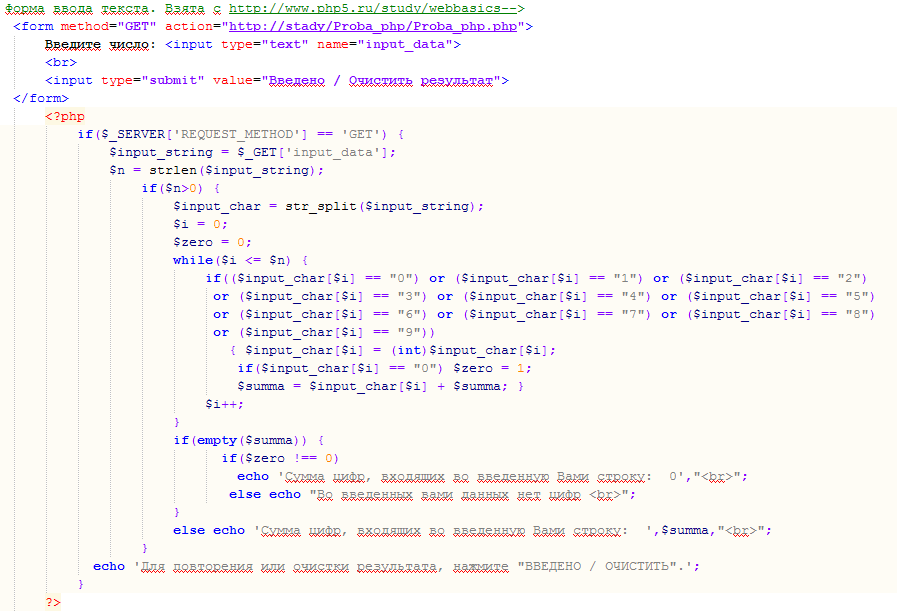 форма ввода текста. Взята с http://www.php5.ru/study/webbasics-->
<form method="GET" action="http://stady/Proba_php/Proba_php.php">
Введите число: <input type="text" name="input_data">
<br>
<input type="submit" value="Введено / Очистить результат">
</form>
<?php
if($_SERVER['REQUEST_METHOD'] == 'GET') {
$input_string = $_GET['input_data'];
$n = strlen($input_string);
if($n>0) {
$input_char = str_split($input_string);
$i = 0;
$zero = 0;
while($i <= $n) {
if(($input_char[$i] == "0") or ($input_char[$i] == "1") or ($input_char[$i] == "2")
or ($input_char[$i] == "3") or ($input_char[$i] == "4") or ($input_char[$i] == "5")
or ($input_char[$i] == "6") or ($input_char[$i] == "7") or ($input_char[$i] == "8")
or ($input_char[$i] == "9"))
{ $input_char[$i] = (int)$input_char[$i];
if($input_char[$i] == "0") $zero = 1;
$summa = $input_char[$i] + $summa; }
$i++;
}
if(empty($summa)) {
if($zero !== 0)
echo 'Сумма цифр, входящих во введенную Вами строку:  0',"<br>";
else echo "Во введенных вами данных нет цифр <br>";
}
else echo 'Сумма цифр, входящих во введенную Вами строку:  ',$summa,"<br>";
}
echo 'Для повторения или очистки результата, нажмите "ВВЕДЕНО / ОЧИСТИТЬ".';
}
?>